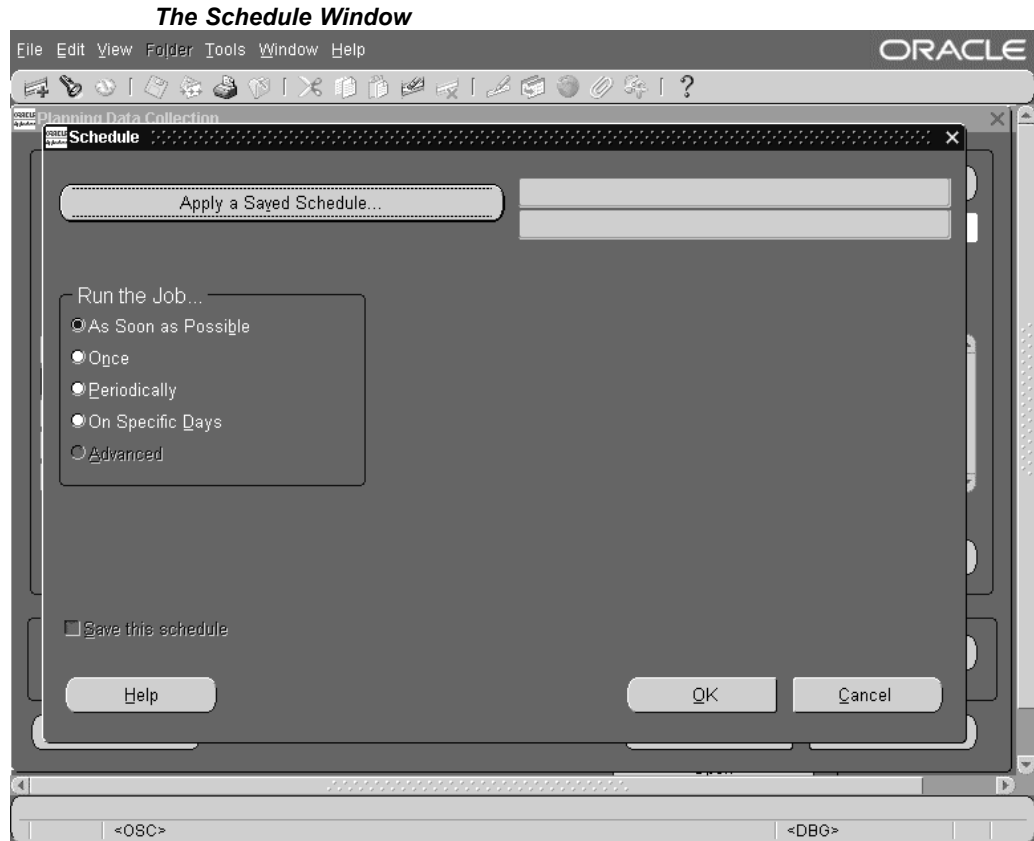 The Schedule Window
File Edit View Folder Tools Window Help
ORACLE
?
Planning Data Collection
Schedule
Apply a Saved Schedule...
Run the Job...
As Soon as Possible
Once
Periodically
On Specific Days
Advanced
Save this schedule
Help OK Cancel
<OSC> <DBG>